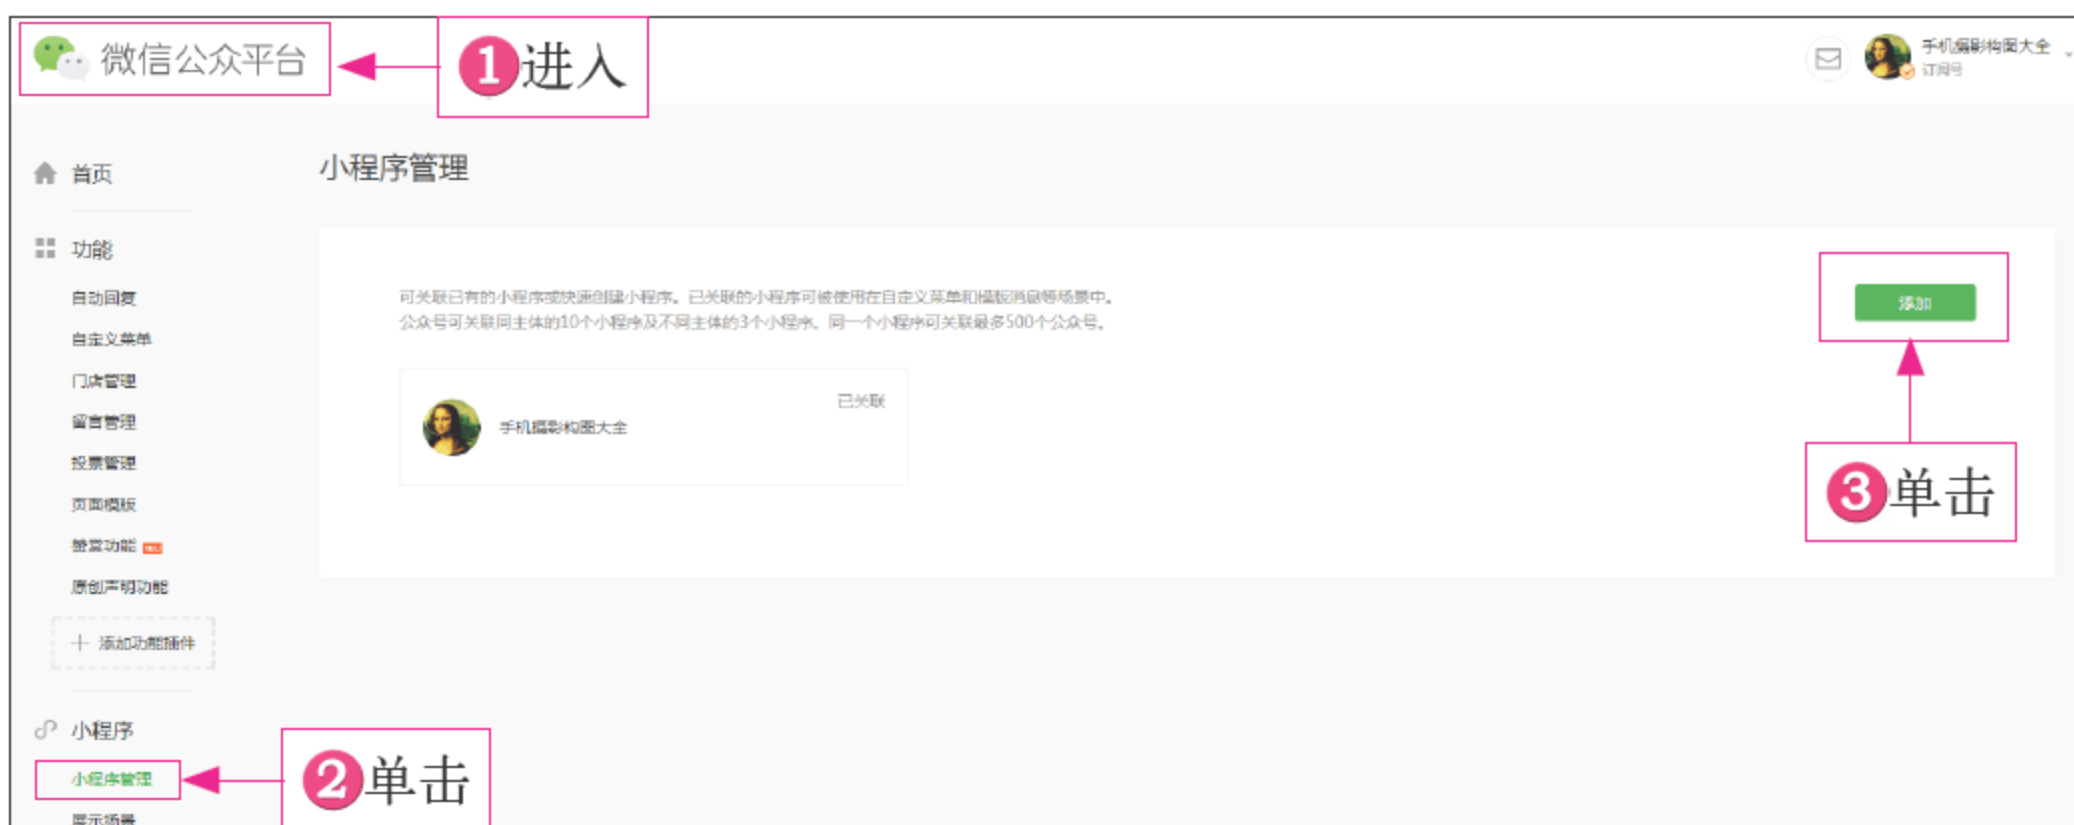 微信公众平台
❶进入
手机摄影构图大全
订阅号
首页
小程序管理
功能
自动回复
自定义菜单
门店管理
留言管理
投票管理
页面模版
赞赏功能
原创声明功能
添加功能插件
小程序
小程序管理
展示场景
可关联已有的小程序或快速创建小程序。已关联的小程序可被使用在自定义菜单和模版消息等场景中。
公众号可关联同主体的10个小程序及不同主体的3个小程序。同一个小程序可关联最多500个公众号。
添加
已关联
手机摄影构图大全
❸单击
❷单击